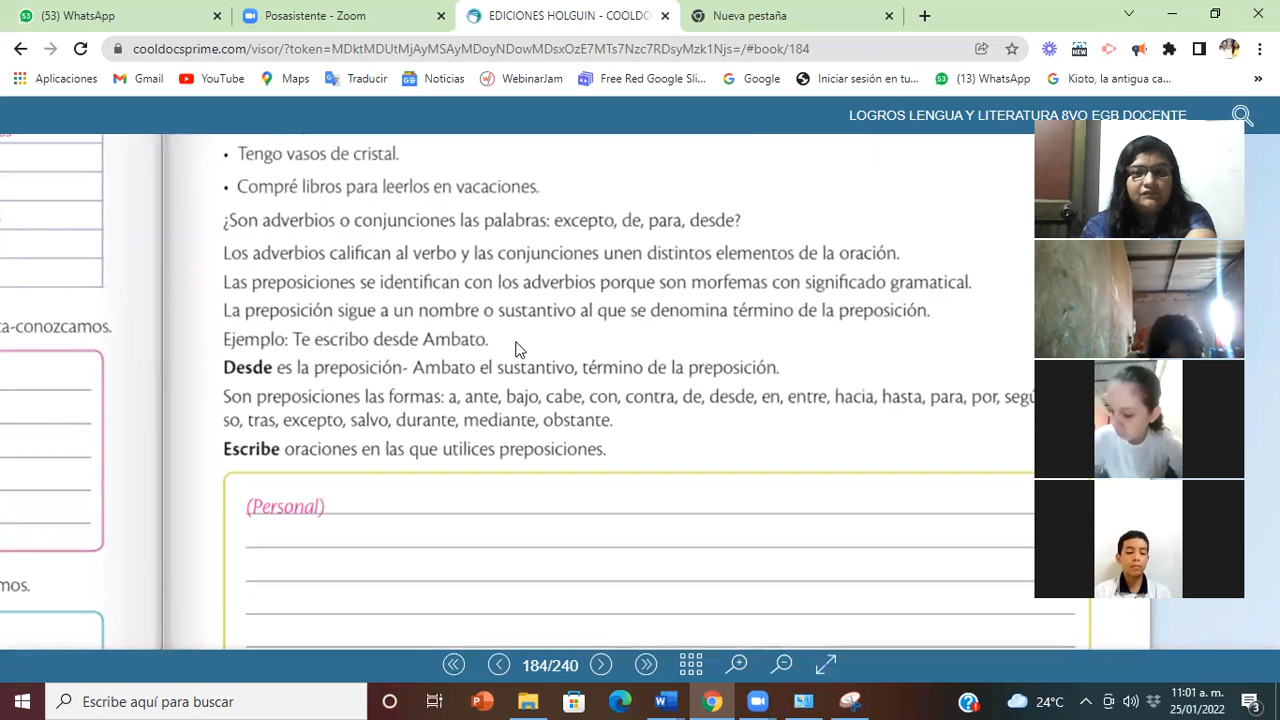 (53) WhatsApp
Posasistente - Zoom
EDICIONES HOLGUIN - COOLDO
Nueva pestaña
cooldocsprime.com/visor/?token=MDktMDUtMjAyMSAyMDoyNDowMDsxOzE7MTs7Nzc7RDsyMzk1Njs=/#book/184
Aplicaciones
Gmail
YouTube
Maps
Traducir
Noticias
WebinarJam
Free Red Google Sli...
Google
Iniciar sesión en tu...
(13) WhatsApp
Kioto, la antigua ca...
LOGROS LENGUA Y LITERATURA 8VO EGB DOCENTE
• Tengo vasos de cristal.
• Compré libros para leerlos en vacaciones.
¿Son adverbios o conjunciones las palabras: excepto, de, para, desde?
Los adverbios califican al verbo y las conjunciones unen distintos elementos de la oración.
Las preposiciones se identifican con los adverbios porque son morfemas con significado gramatical.
La preposición sigue a un nombre o sustantivo al que se denomina término de la preposición.
Ejemplo: Te escribo desde Ambato.
Desde es la preposición- Ambato el sustantivo, término de la preposición.
Son preposiciones las formas: a, ante, bajo, cabe, con, contra, de, desde, en, entre, hacia, hasta, para, por, segú
so, tras, excepto, salvo, durante, mediante, obstante.
Escribe oraciones en las que utilices preposiciones.
(Personal)
ta-conozcamos.
mos.
184/240
Escribe aquí para buscar
24°C
11:01 a. m.
25/01/2022
3